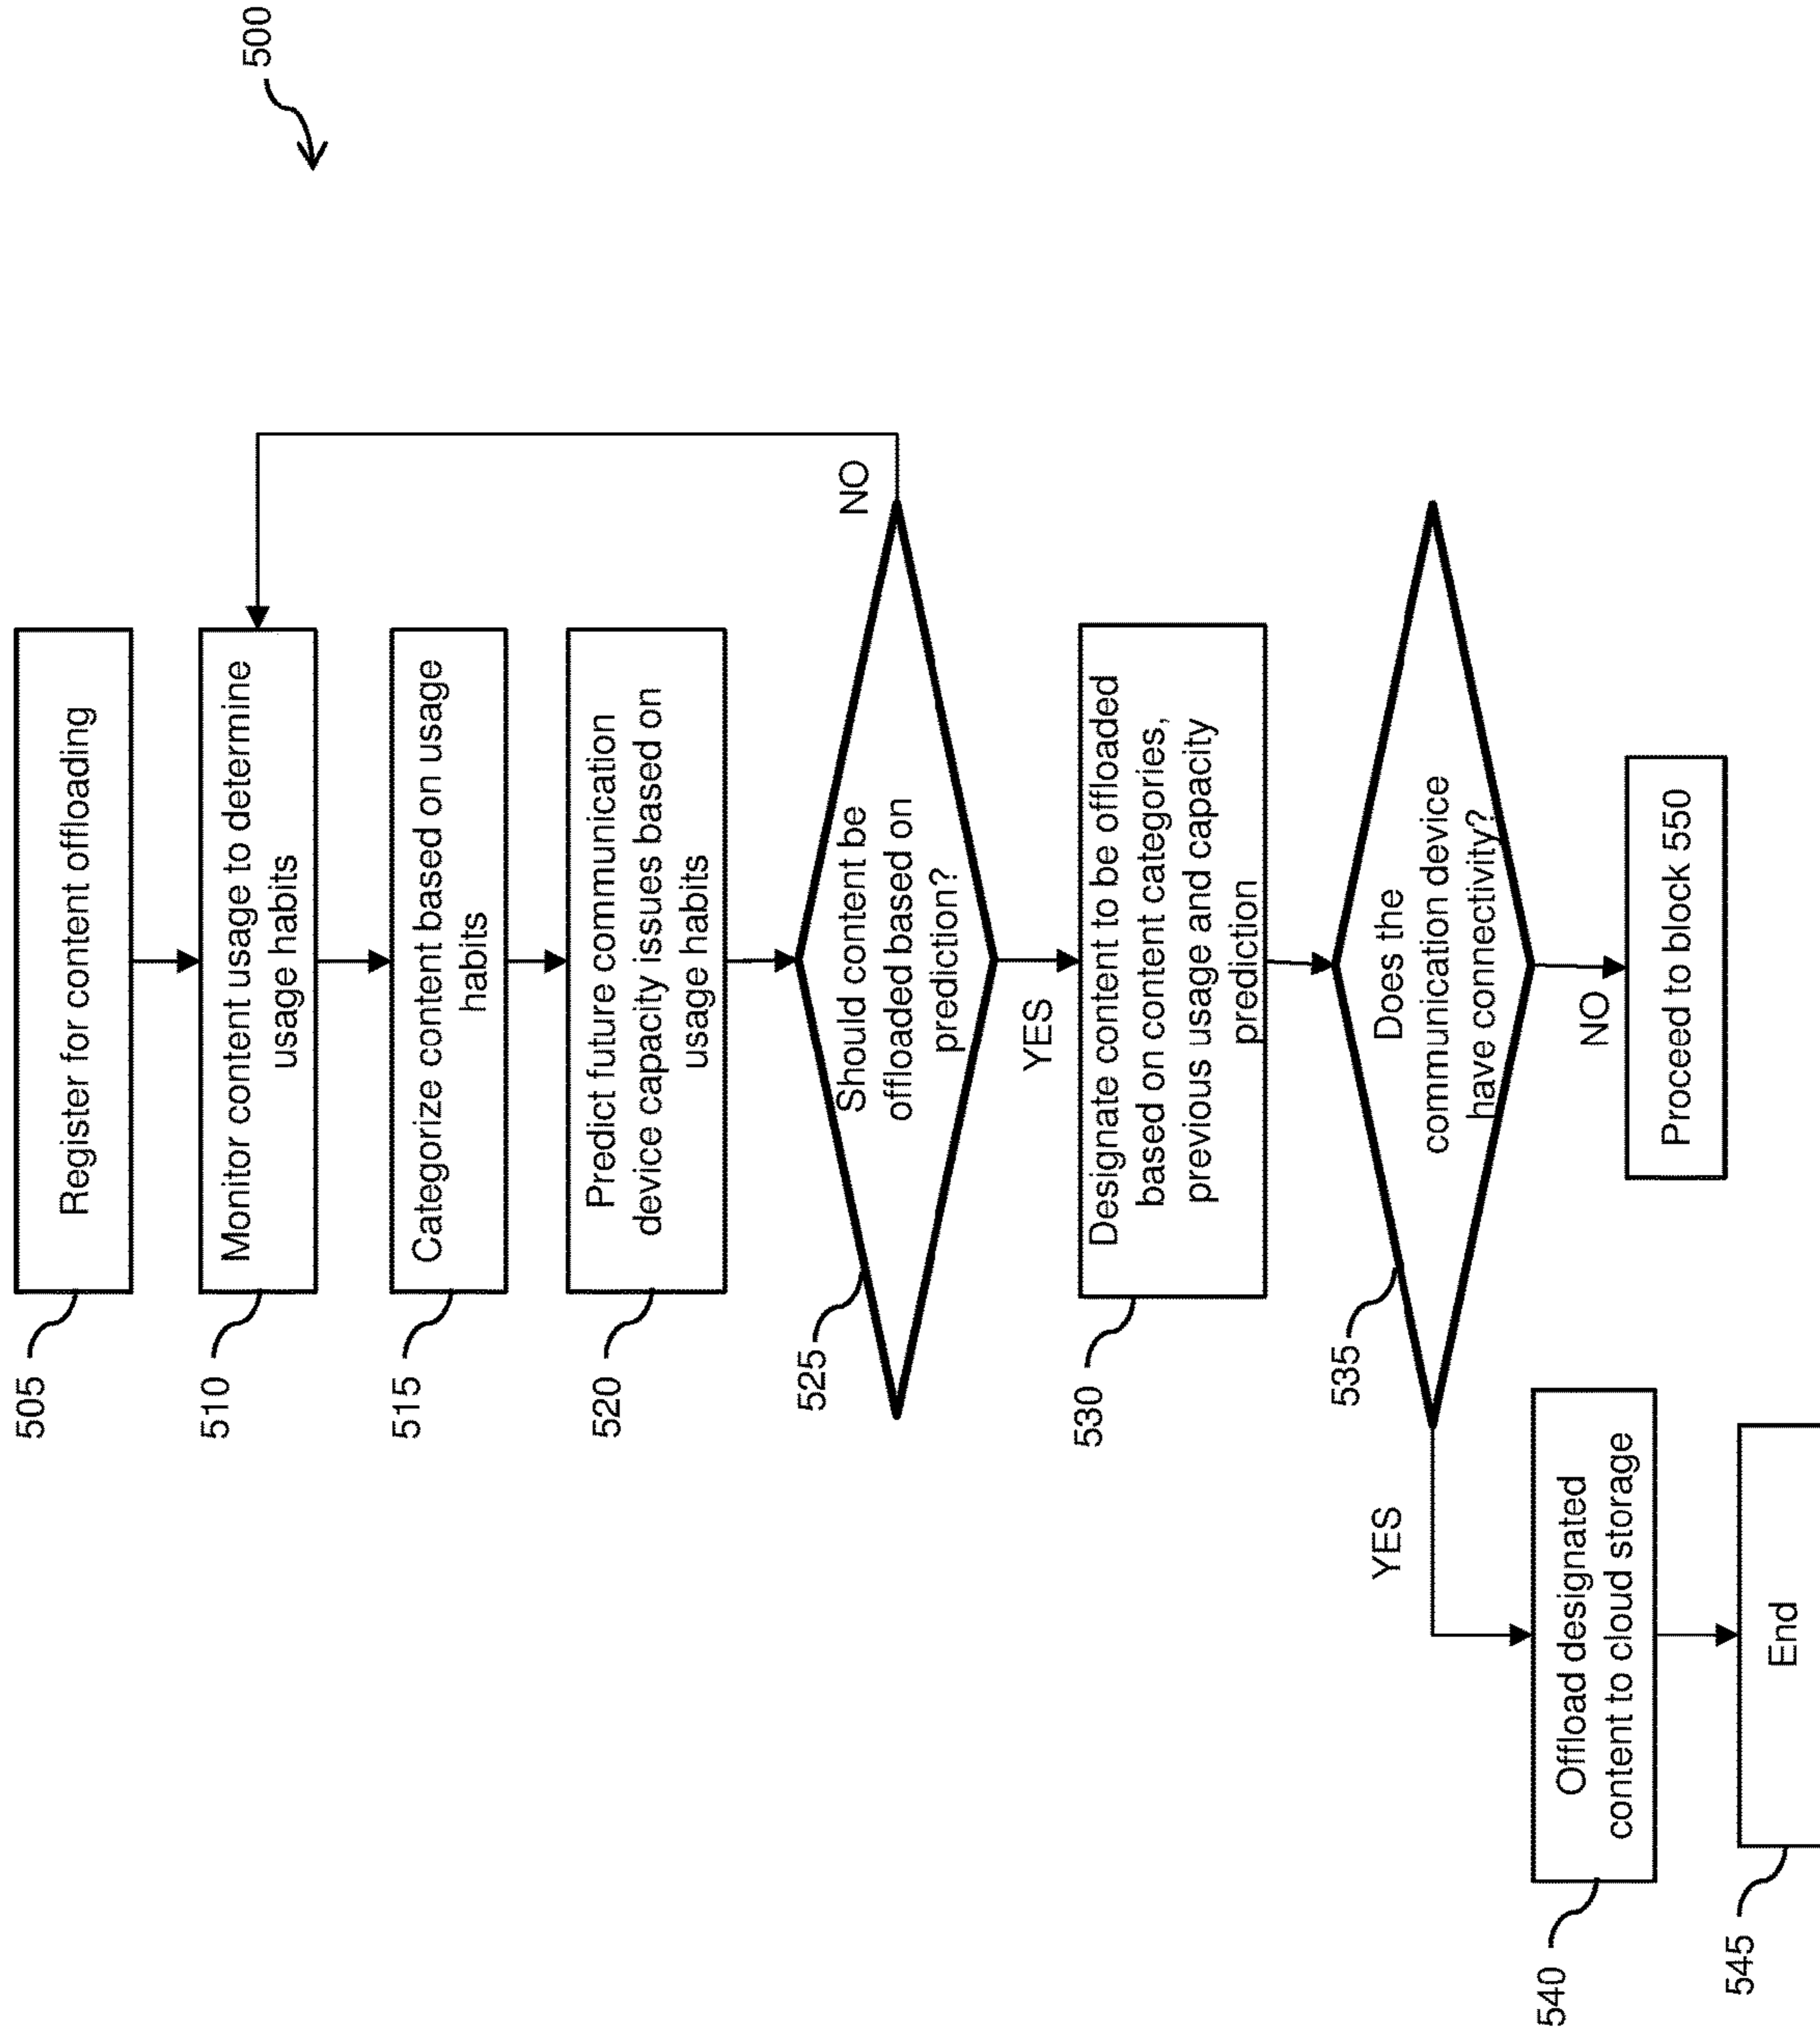 500
505
Register for content offloading
510
Monitor content usage to determine
usage habits
515
Categorize content based on usage
habits
520
Predict future communication
device capacity issues based on
usage habits
525
Should content be
offloaded based on
prediction?
NO
YES
530
Designate content to be offloaded
based on content categories,
previous usage and capacity
prediction
535
Does the
communication device
have connectivity?
YES
NO
540
Offload designated
content to cloud storage
Proceed to block 550
545
End